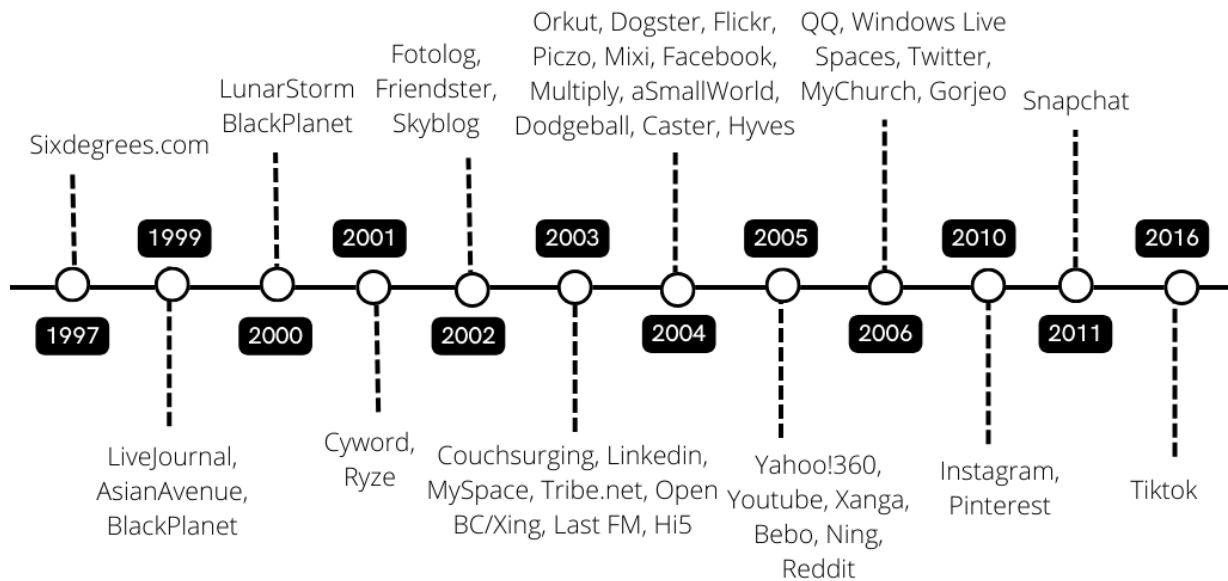 Sixdegrees.com
1997
1999
LiveJournal,
AsianAvenue,
BlackPlanet
LunarStorm
BlackPlanet
2000
2001
Cyword,
Ryze
Fotolog,
Friendster,
Skyblog
2002
2003
Couchsurging, Linkedin,
MySpace, Tribe.net, Open
BC/Xing, Last FM, Hi5
Orkut, Dogster, Flickr,
Piczo, Mixi, Facebook,
Multiply, aSmallWorld,
Dodgeball, Caster, Hyves
2004
2005
Yahoo!360,
Youtube, Xanga,
Bebo, Ning,
Reddit
QQ, Windows Live
Spaces, Twitter,
MyChurch, Gorjeo
2006
2010
Instagram,
Pinterest
Snapchat
2011
2016
Tiktok